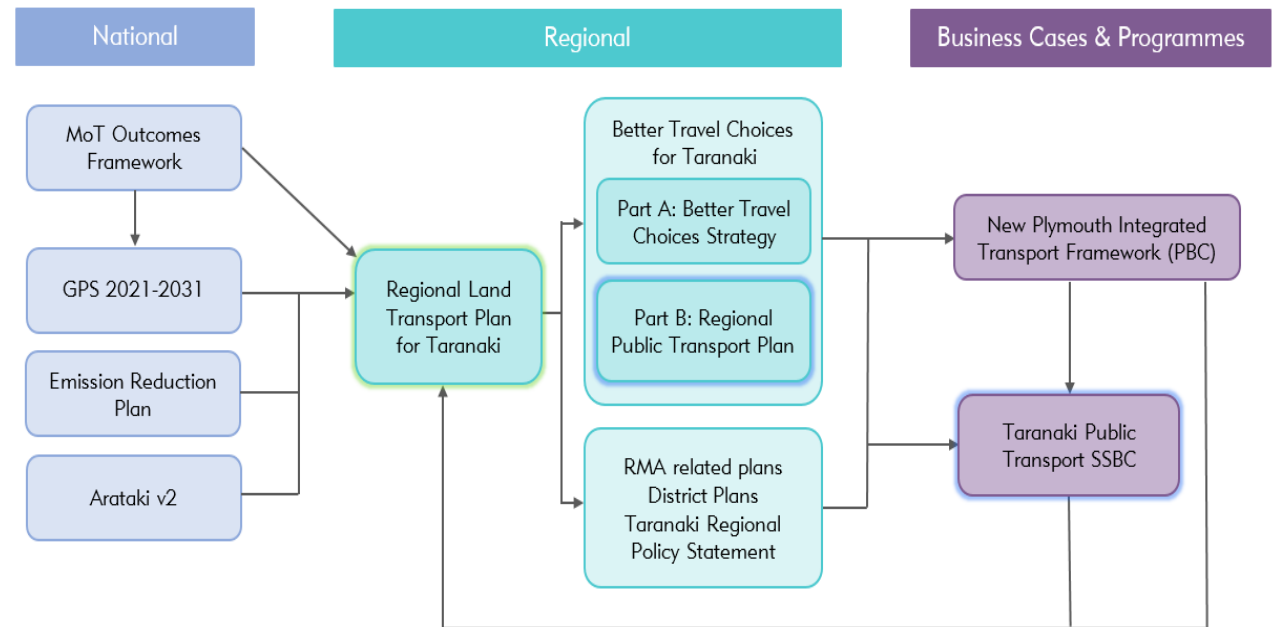 National
Regional
Business Cases & Programmes
MoT Outcomes
Framework
GPS 2021-2031
Emission Reduction
Plan
Arataki v2
Regional Land
Transport Plan
for Taranaki
Better Travel Choices
for Taranaki
Part A: Better Travel
Choices Strategy
Part B: Regional
Public Transport Plan
RMA related plans
District Plans
Taranaki Regional
Policy Statement
New Plymouth Integrated
Transport Framework (PBC)
Taranaki Public
Transport SSBC